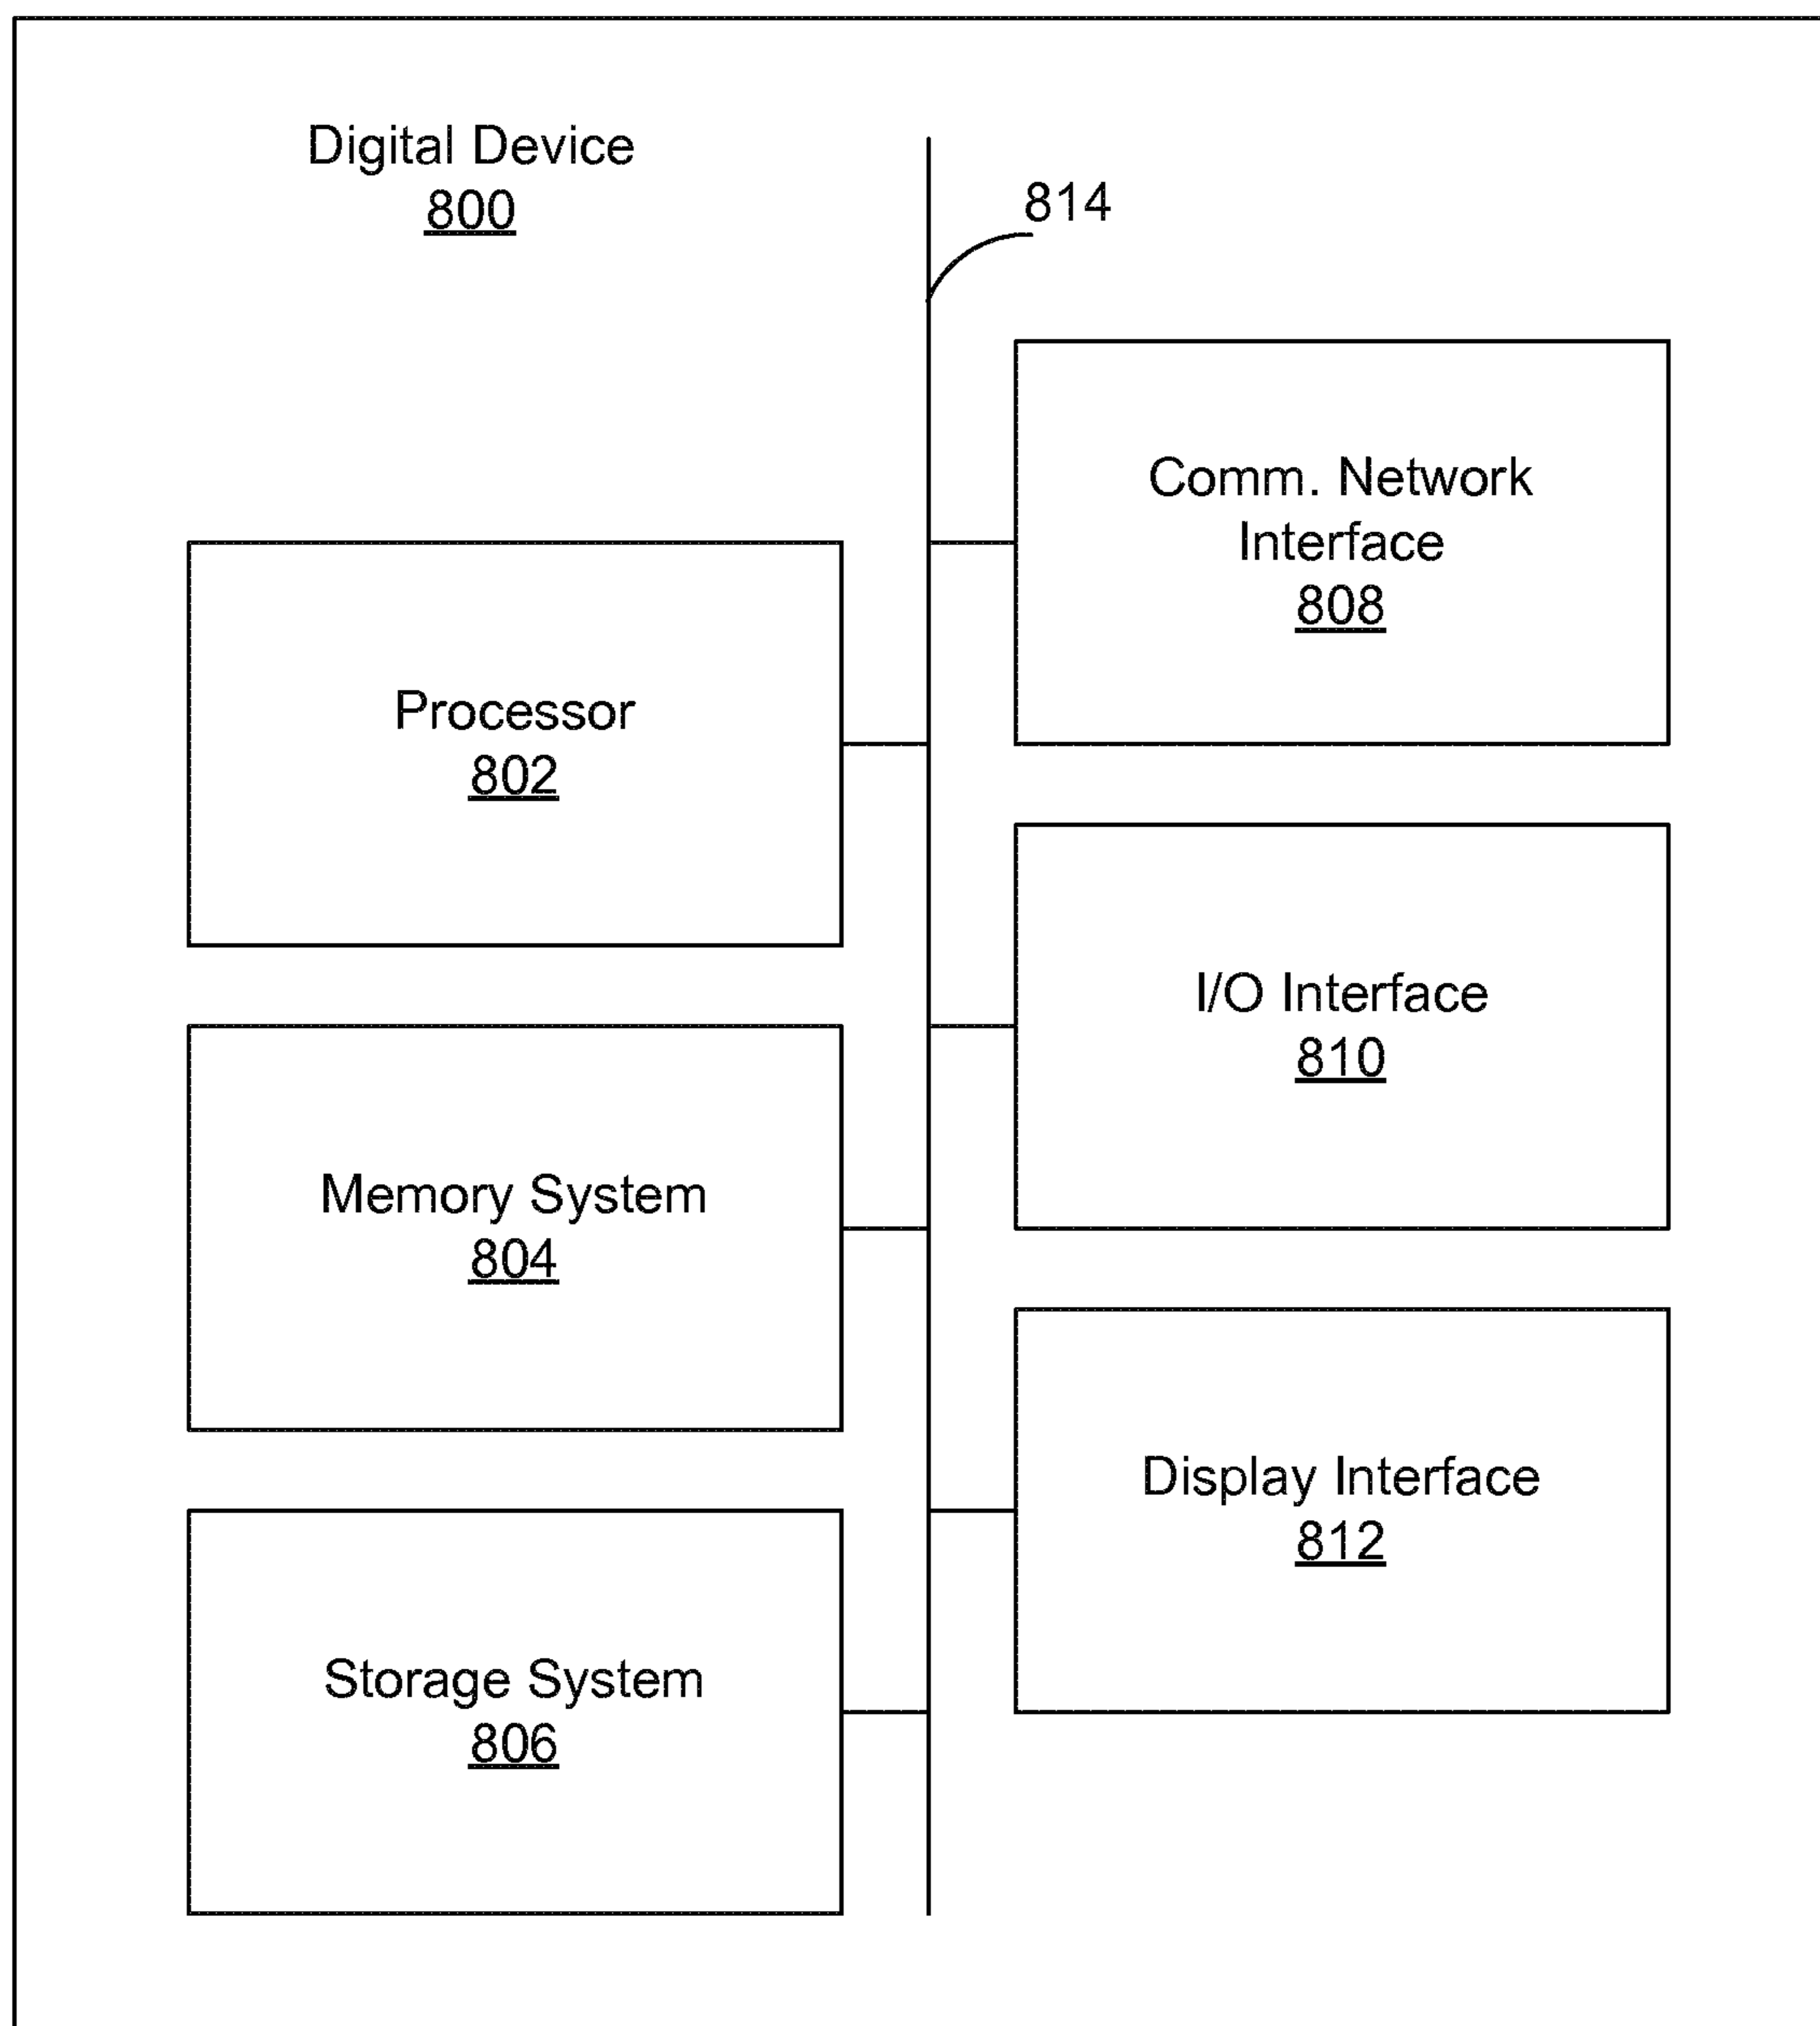 Digital Device
800
814
Comm. Network
Interface
808
Processor
802
I/O Interface
810
Memory System
804
Display Interface
812
Storage System
806